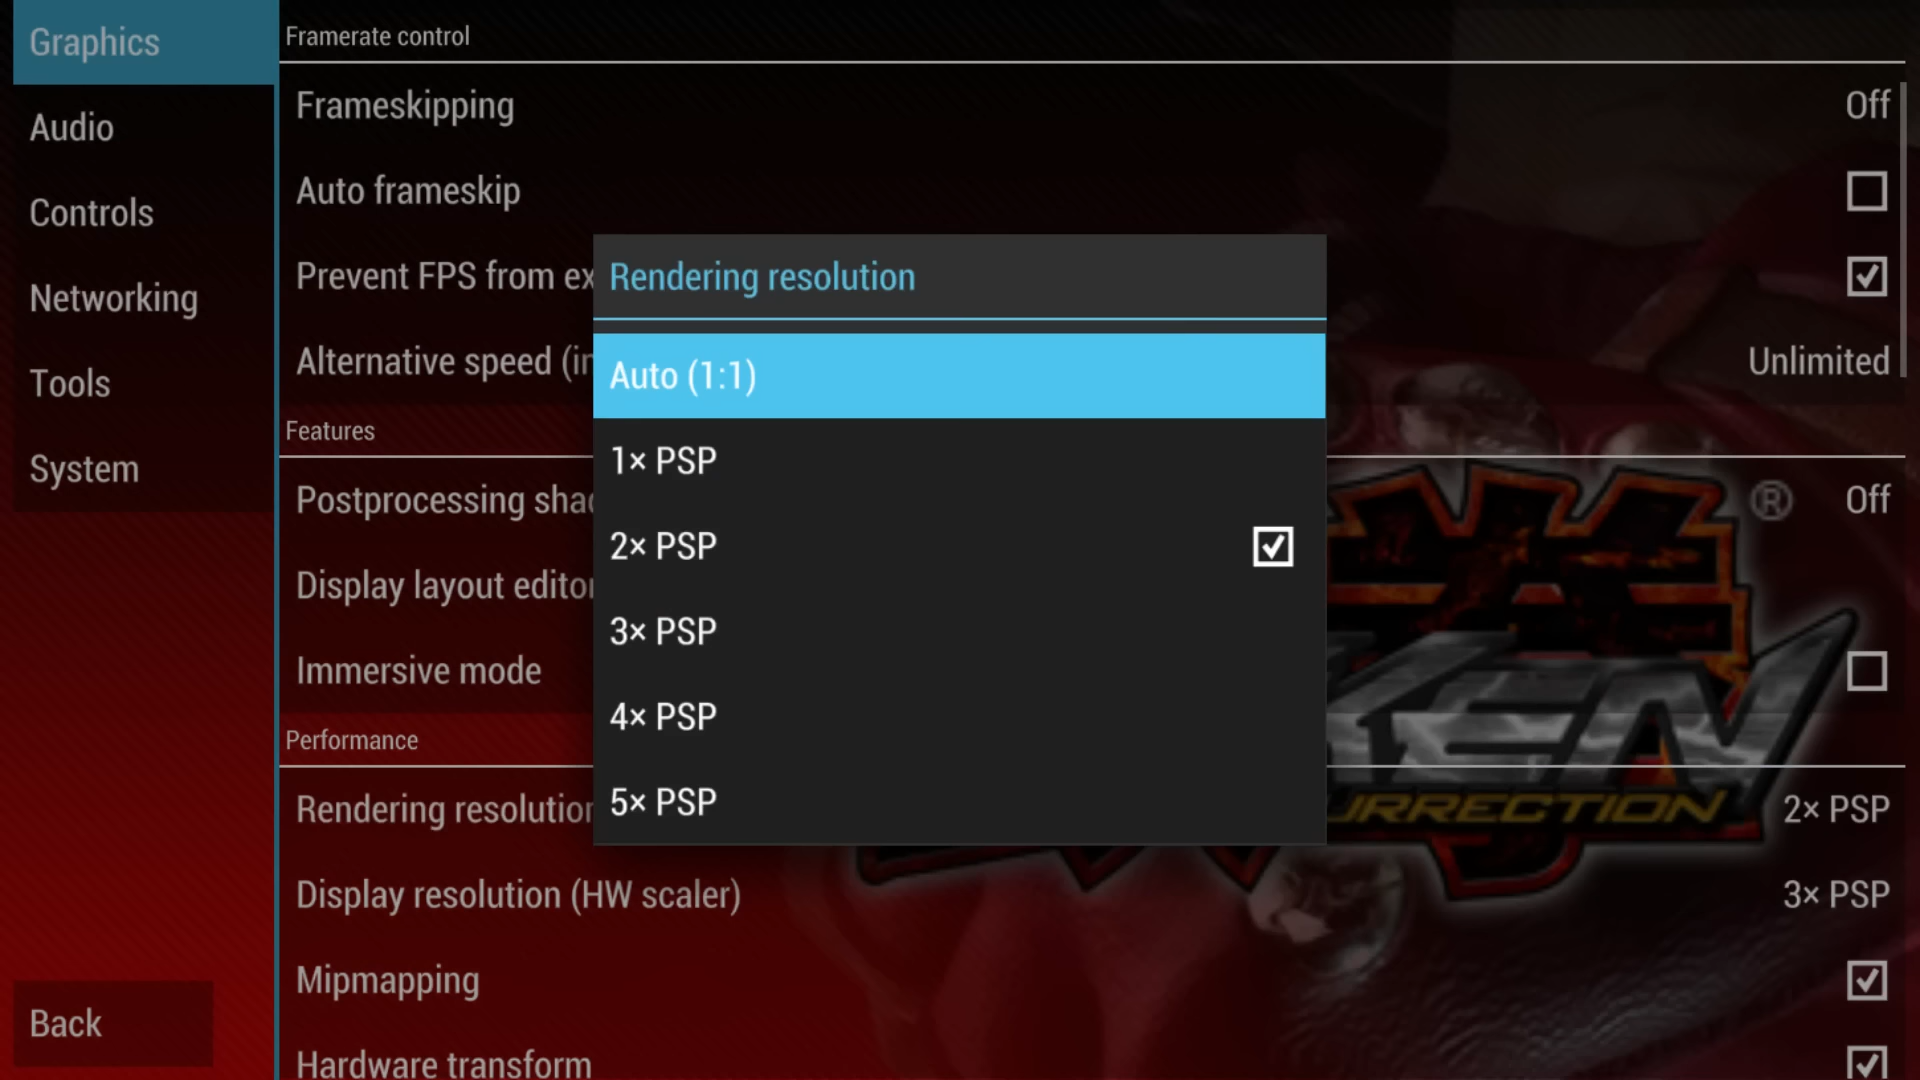 Graphics
Audio
Controls
Networking
Tools
System
Back
Framerate control
Frameskipping
Off
Auto frameskip
Prevent FPS from ex
Alternative speed (in
Unlimited
Features
Postprocessing shad
Off
Display layout editor
Immersive mode
Performance
Rendering resolution
2× PSP
Display resolution (HW scaler)
3× PSP
Mipmapping
Hardware transform
Rendering resolution
Auto (1:1)
1× PSP
2× PSP
3× PSP
4× PSP
5× PSP
®
KEN
URRECTION